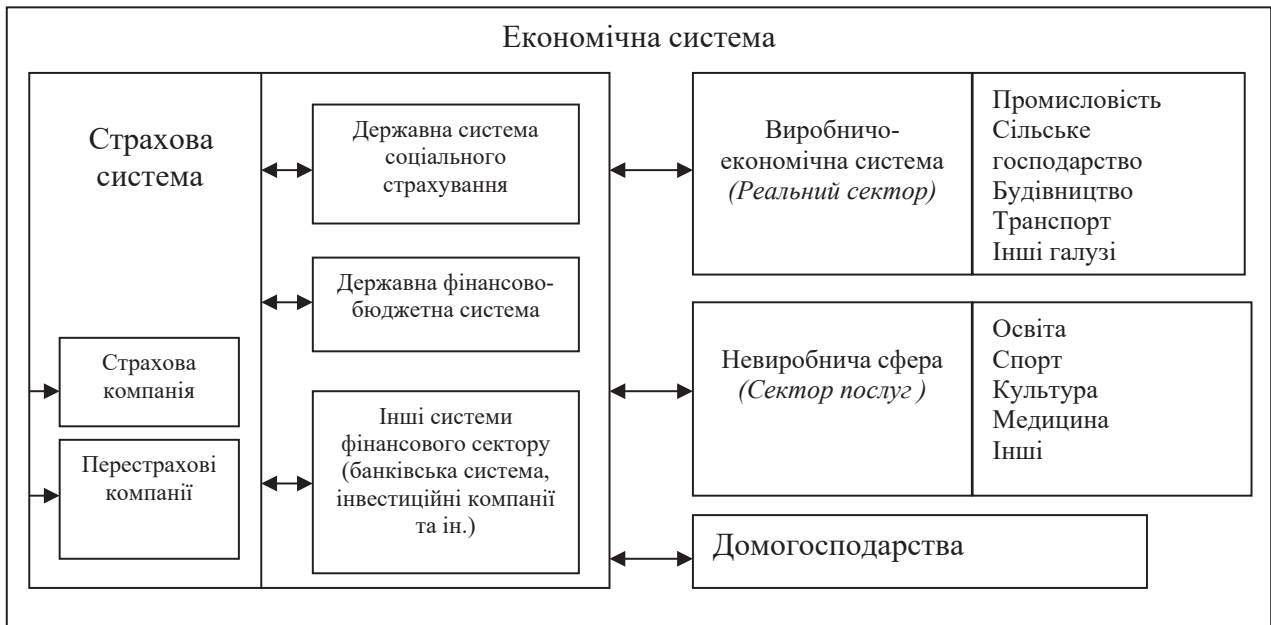 Економічна система
Страхова
система
Страхова
компанія
Перестрахові
компанії
Державна система
соціального
страхування
Державна фінансово-
бюджетна система
Інші системи
фінансового сектору
(банківська система,
інвестиційні компанії
та ін.)
Виробничо-
економічна система
(Реальний сектор)
Промисловість
Сільське
господарство
Будівництво
Транспорт
Інші галузі
Невиробнича сфера
(Сектор послуг )
Освіта
Спорт
Культура
Медицина
Інші
Домогосподарства